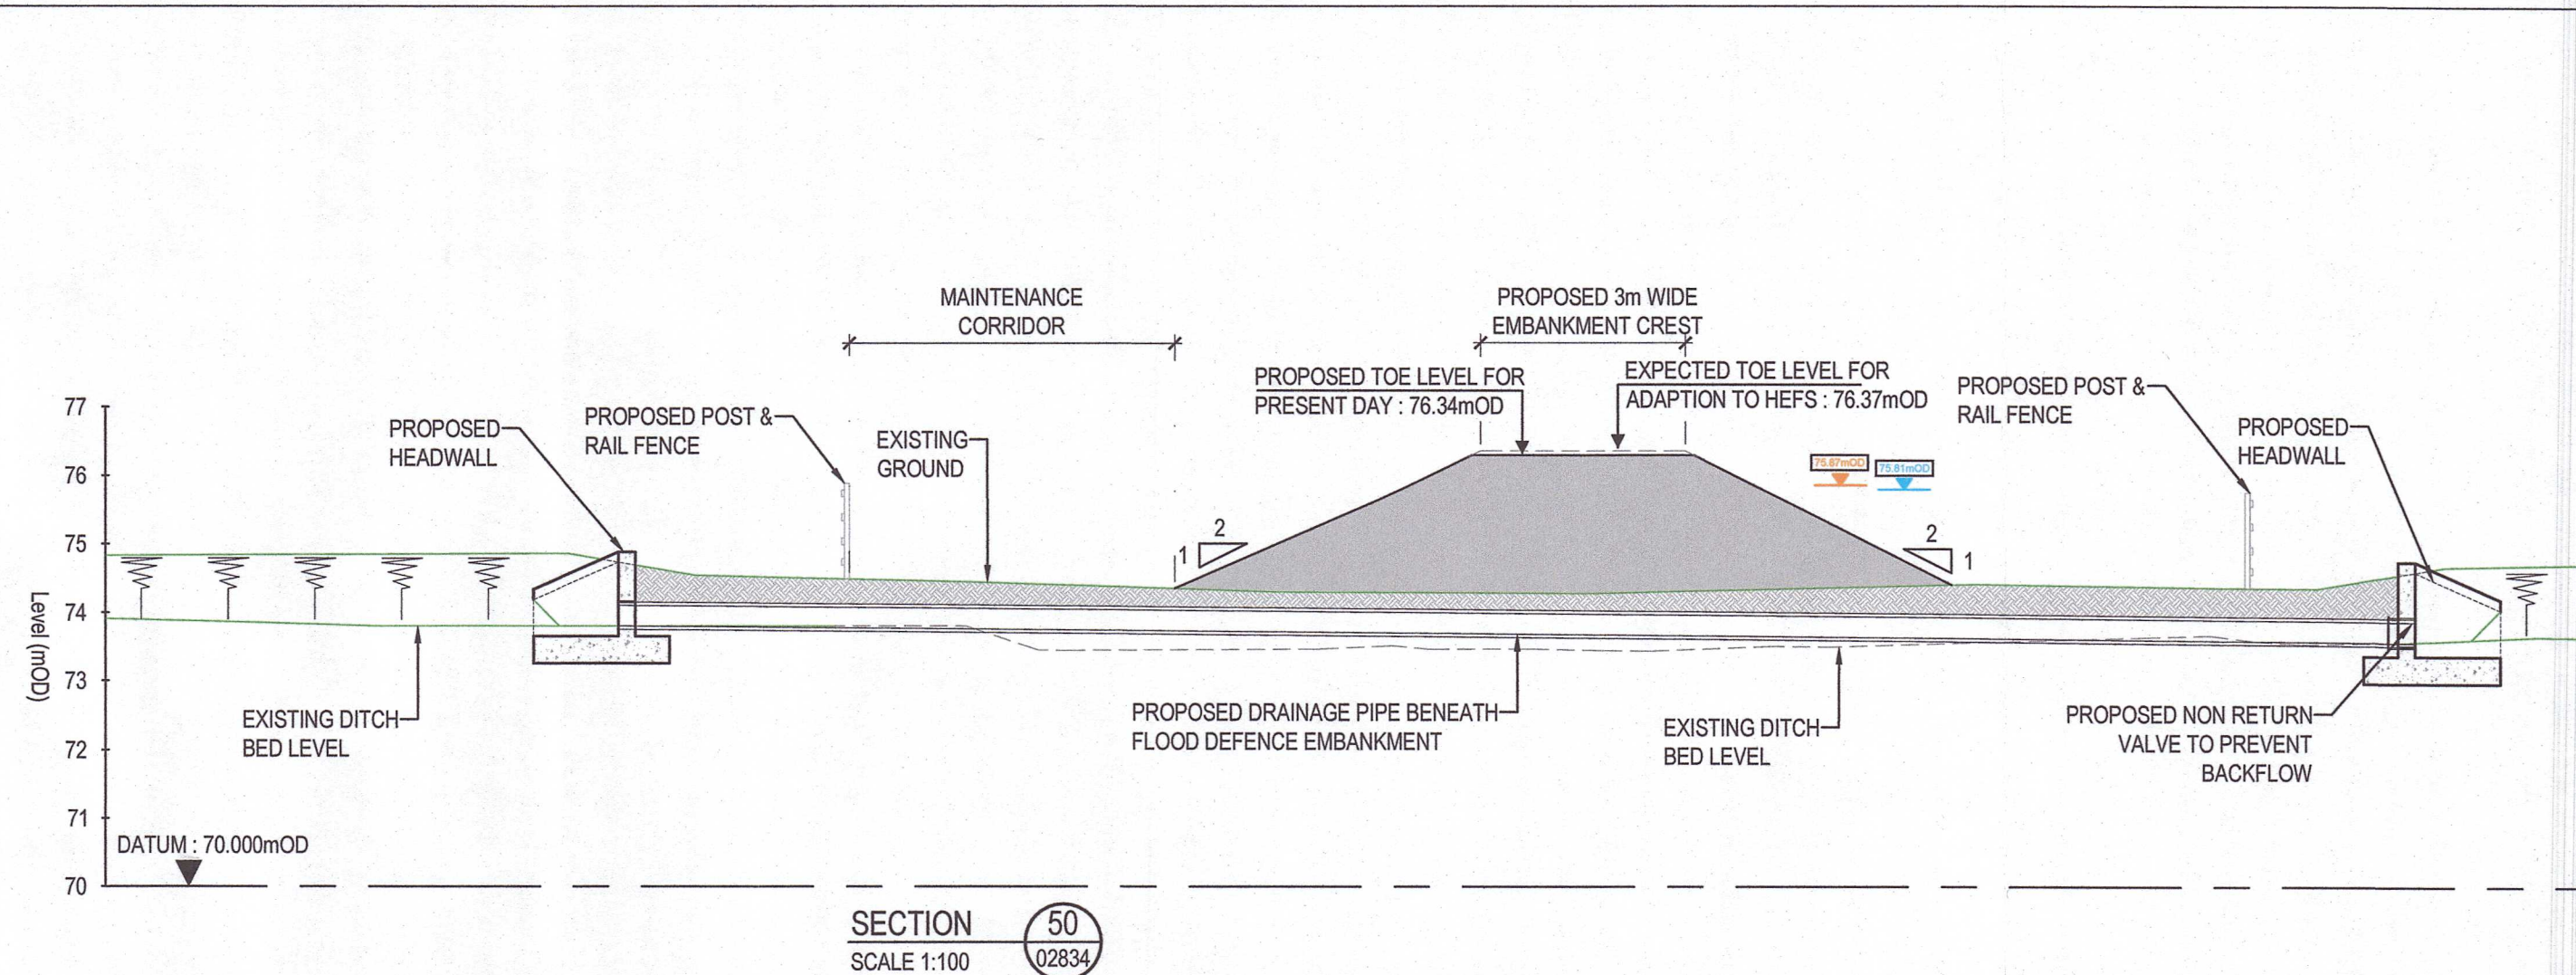 MAINTENANCE
CORRIDOR
PROPOSED 3m WIDE
EMBANKMENT CREST
PROPOSED TOE LEVEL FOR
PRESENT DAY : 76.34mOD
EXPECTED TOE LEVEL FOR
ADAPTION TO HEFS : 76.37mOD
PROPOSED POST &
RAIL FENCE
PROPOSED
HEADWALL
PROPOSED
HEADWALL
PROPOSED POST &
RAIL FENCE
EXISTING
GROUND
75.87mOD
75.81mOD
2
1
2
1
77
76
75
74
73
72
71
70
Level (mOD)
EXISTING DITCH
BED LEVEL
PROPOSED DRAINAGE PIPE BENEATH
FLOOD DEFENCE EMBANKMENT
EXISTING DITCH
BED LEVEL
PROPOSED NON RETURN
VALVE TO PREVENT
BACKFLOW
DATUM : 70.000mOD
SECTION
SCALE 1:100
50
02834